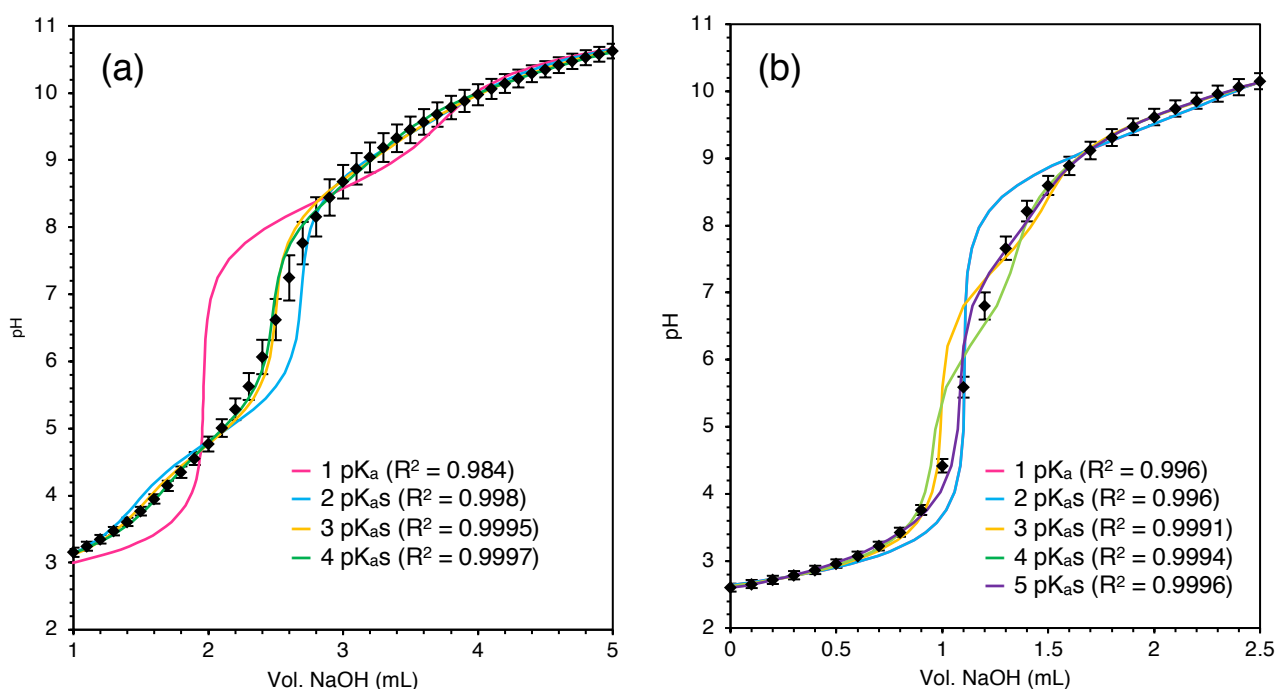 (a)
11
10
9
8
7
6
5
4
3
2
pH
1 pKₐ (R² = 0.984)
2 pKₐs (R² = 0.998)
3 pKₐs (R² = 0.9995)
4 pKₐs (R² = 0.9997)
1 2 3 4 5
Vol. NaOH (mL)
(b)
11
10
9
8
7
6
5
4
3
2
pH
1 pKₐ (R² = 0.996)
2 pKₐs (R² = 0.996)
3 pKₐs (R² = 0.9991)
4 pKₐs (R² = 0.9994)
5 pKₐs (R² = 0.9996)
0 0.5 1 1.5 2 2.5
Vol. NaOH (mL)